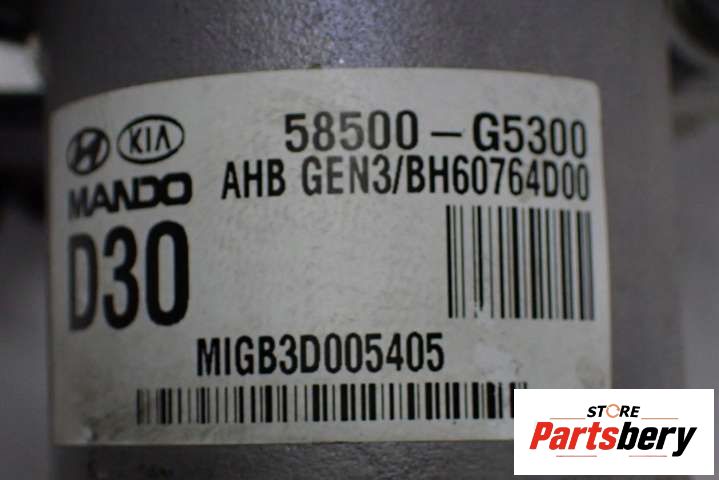 KIA
58500-G5300
MANDO
AHB GEN3/BH60764D00
D30
MIGB3D005405
STORE
Partsbery